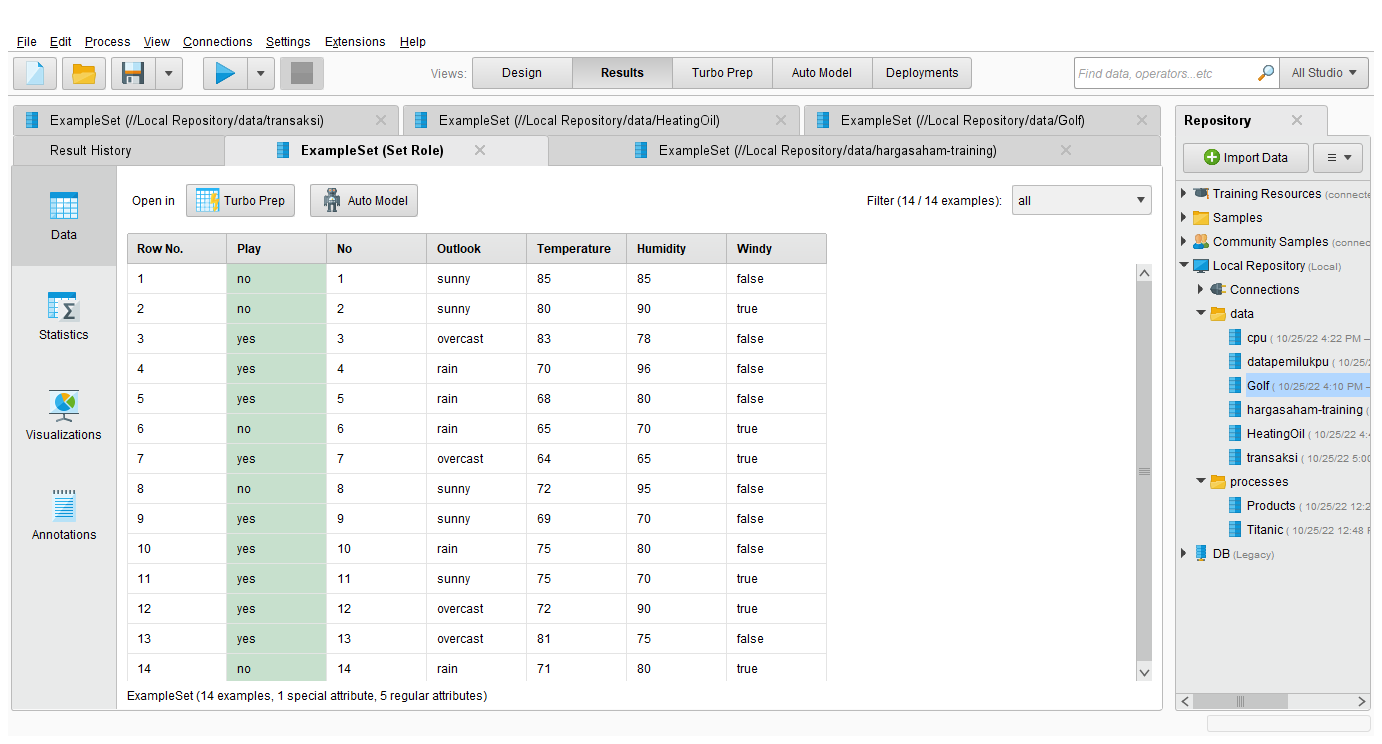 File Edit Process View Connections Settings Extensions Help
Views: Design Results Turbo Prep Auto Model Deployments Find data, operators...etc All Studio
ExampleSet (//Local Repository/data/transaksi) ExampleSet (//Local Repository/data/HeatingOil) ExampleSet (//Local Repository/data/Golf)
Result History ExampleSet (Set Role) ExampleSet (//Local Repository/data/hargasaham-training)
Data
Statistics
Visualizations
Annotations
Open in Turbo Prep Auto Model Filter (14 / 14 examples): all
Row No. Play No Outlook Temperature Humidity Windy
1 no 1 sunny 85 85 false
2 no 2 sunny 80 90 true
3 yes 3 overcast 83 78 false
4 yes 4 rain 70 96 false
5 yes 5 rain 68 80 false
6 no 6 rain 65 70 true
7 yes 7 overcast 64 65 true
8 no 8 sunny 72 95 false
9 yes 9 sunny 69 70 false
10 yes 10 rain 75 80 false
11 yes 11 sunny 75 70 true
12 yes 12 overcast 72 90 true
13 yes 13 overcast 81 75 false
14 no 14 rain 71 80 true
ExampleSet (14 examples, 1 special attribute, 5 regular attributes)
Repository
Import Data
Training Resources (connecte
Samples
Community Samples (connec
Local Repository (Local)
Connections
data
cpu ( 10/25/22 4:22 PM –
datapemilukpu ( 10/25/
Golf ( 10/25/22 4:10 PM –
hargasaham-training (
HeatingOil ( 10/25/22 4:
transaksi ( 10/25/22 5:00
processes
Products ( 10/25/22 12:2
Titanic ( 10/25/22 12:48
DB (Legacy)